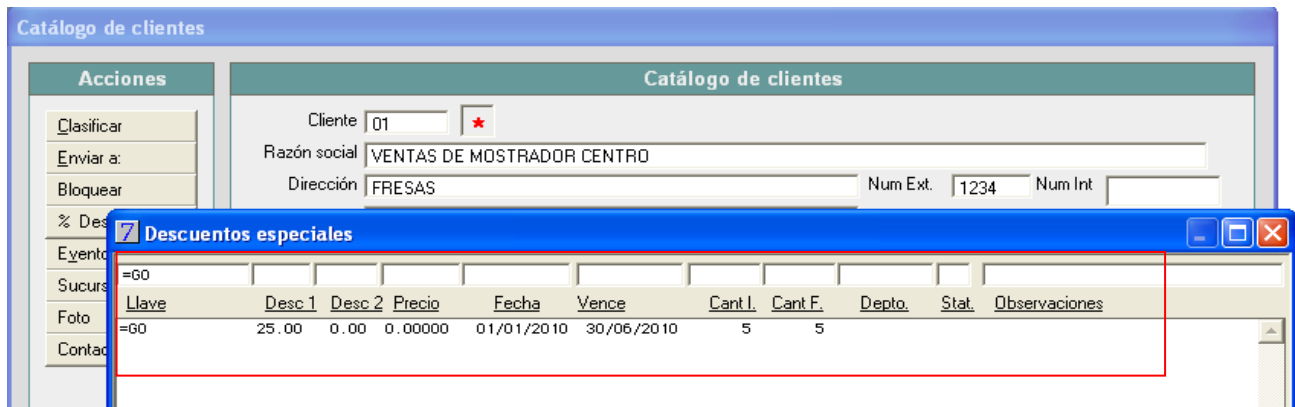 Catálogo de clientes
Acciones
Catálogo de clientes
Clasificar
Enviar a:
Bloquear
% Des
Evento
Sucurs
Foto
Contac
Cliente 01 *
Razón social VENTAS DE MOSTRADOR CENTRO
Dirección FRESAS Num Ext. 1234 Num Int
7 Descuentos especiales
=GO
Llave Desc 1 Desc 2 Precio Fecha Vence Cant I. Cant F. Depto. Stat. Observaciones
=GO 25.00 0.00 0.00000 01/01/2010 30/06/2010 5 5